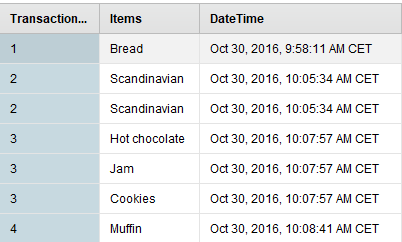 Transaction... Items DateTime
1 Bread Oct 30, 2016, 9:58:11 AM CET
2 Scandinavian Oct 30, 2016, 10:05:34 AM CET
2 Scandinavian Oct 30, 2016, 10:05:34 AM CET
3 Hot chocolate Oct 30, 2016, 10:07:57 AM CET
3 Jam Oct 30, 2016, 10:07:57 AM CET
3 Cookies Oct 30, 2016, 10:07:57 AM CET
4 Muffin Oct 30, 2016, 10:08:41 AM CET